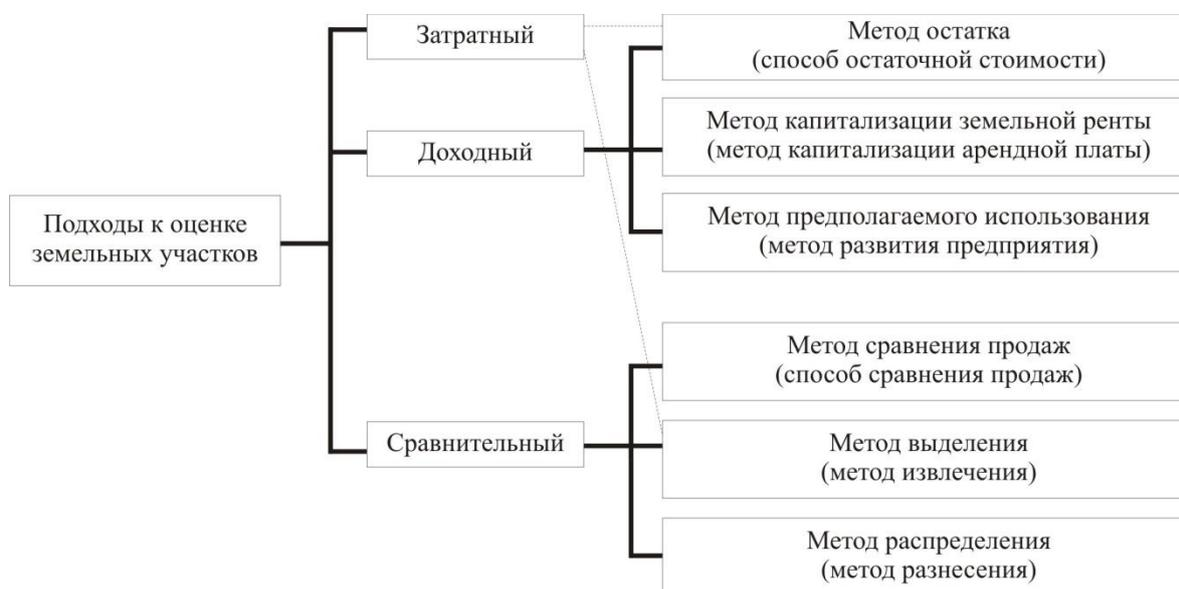 Подходы к оценке
земельных участков
Затратный
Доходный
Сравнительный
Метод остатка
(способ остаточной стоимости)
Метод капитализации земельной ренты
(метод капитализации арендной платы)
Метод предполагаемого использования
(метод развития предприятия)
Метод сравнения продаж
(способ сравнения продаж)
Метод выделения
(метод извлечения)
Метод распределения
(метод разнесения)